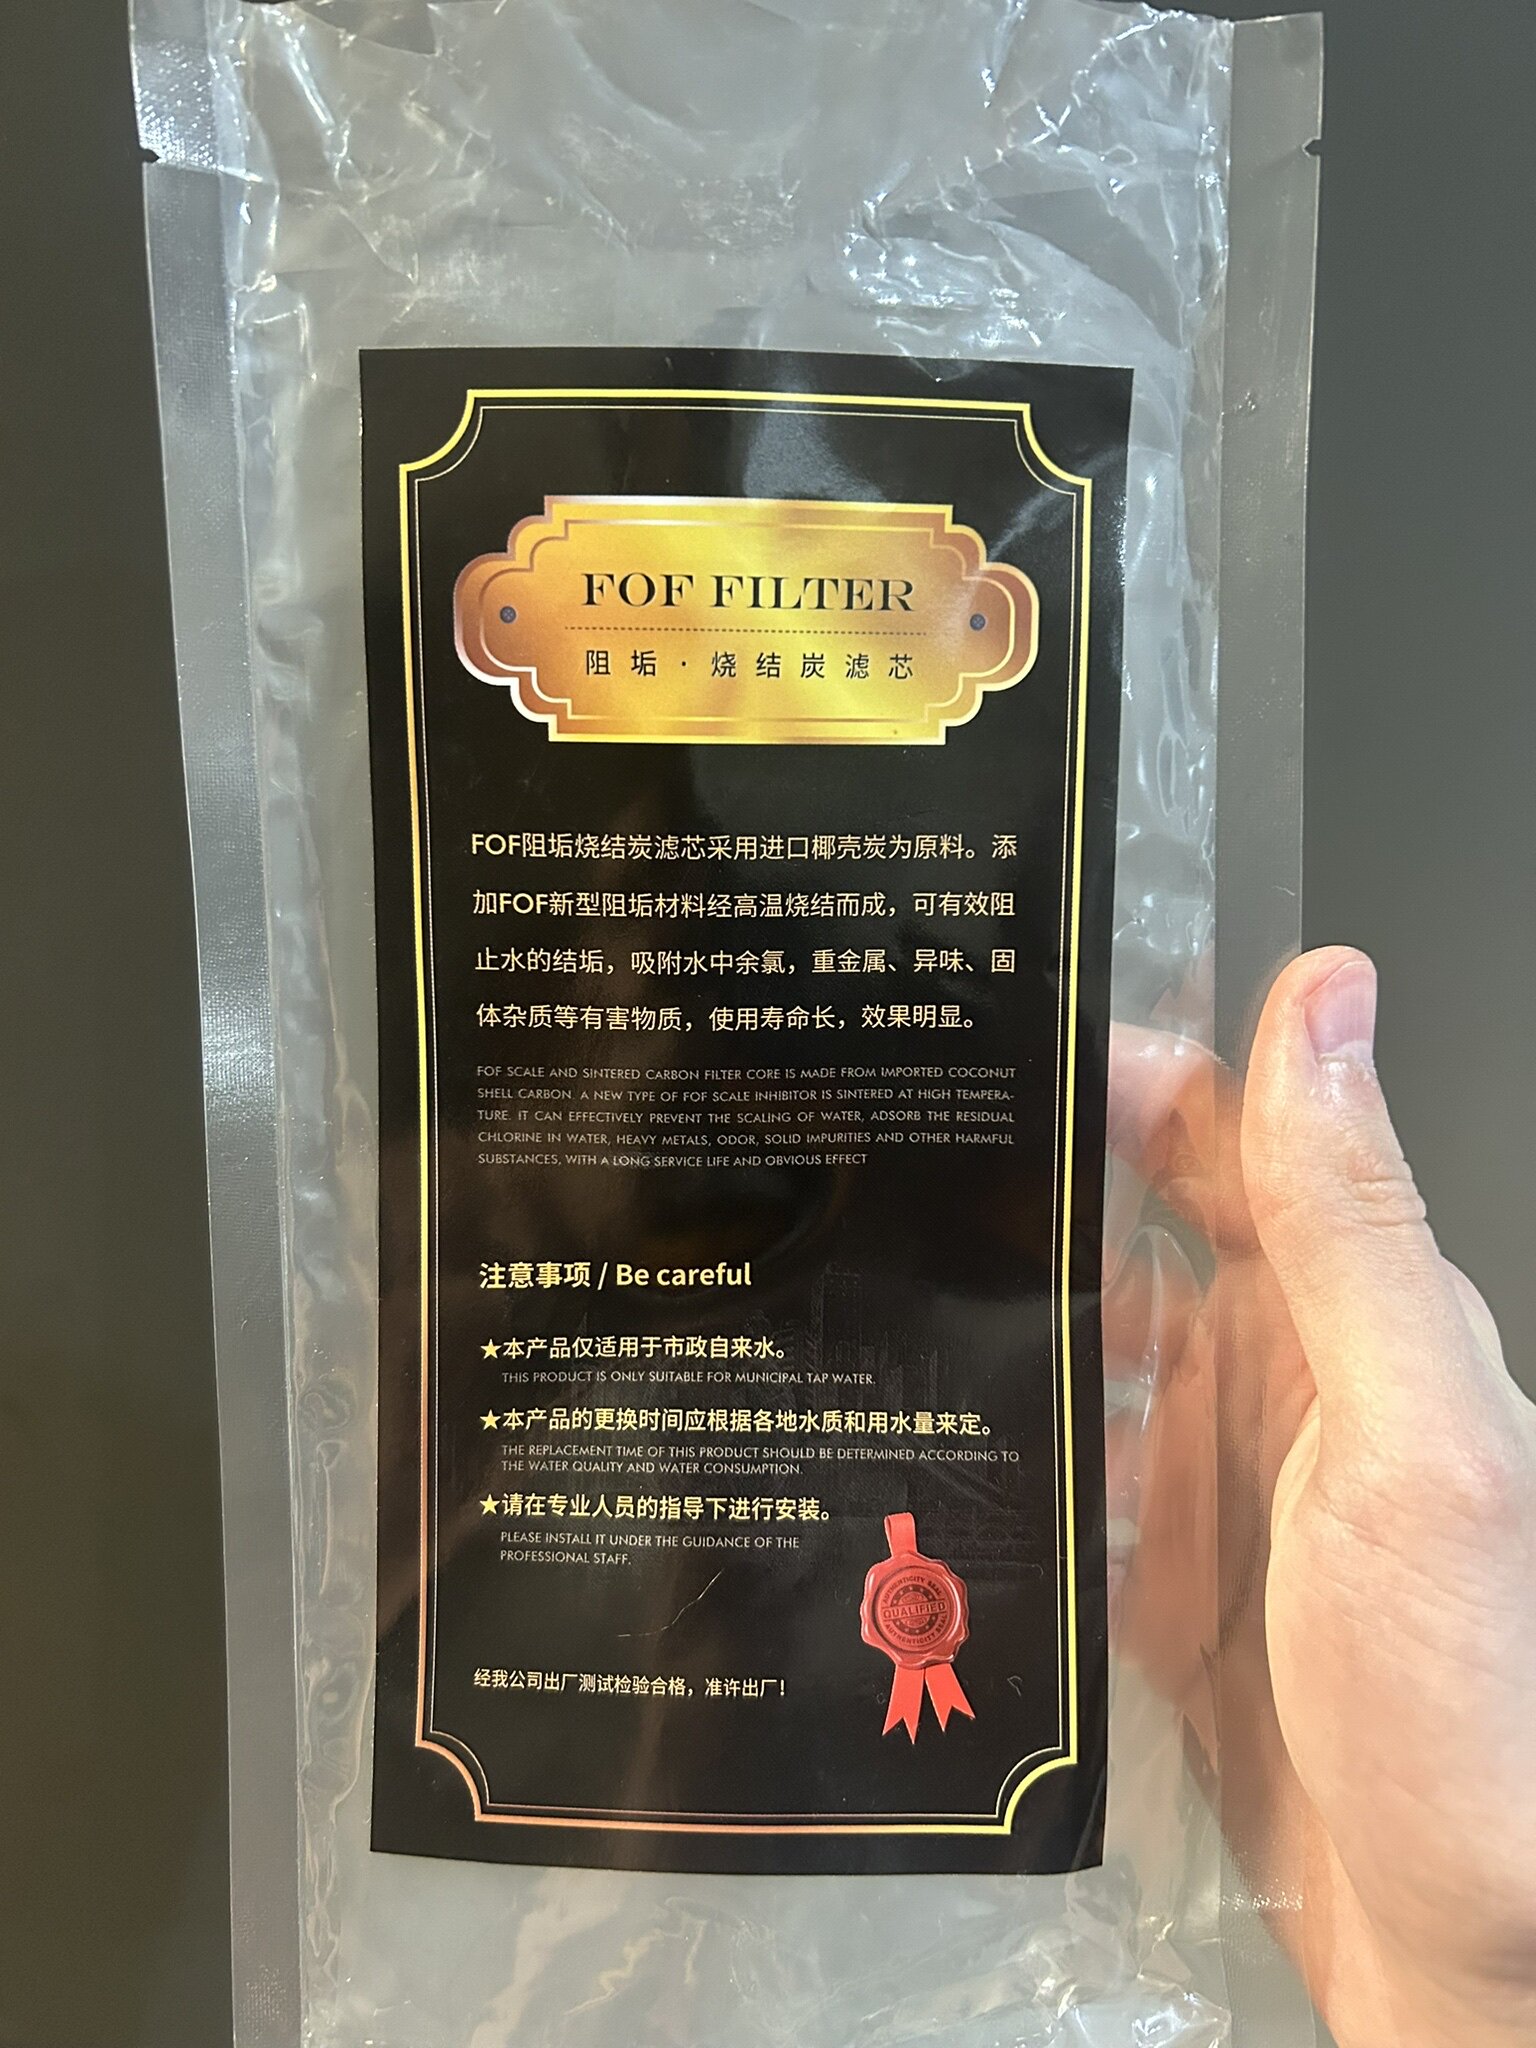 FOF FILTER
阻垢·烧结炭滤芯
FOF阻垢烧结炭滤芯采用进口椰壳炭为原料。添
加FOF新型阻垢材料经高温烧结而成，可有效阻
止水的结垢，吸附水中余氯，重金属、异味、固
体杂质等有害物质，使用寿命长，效果明显。
FOF SCALE AND SINTERED CARBON FILTER CORE IS MADE FROM IMPORTED COCONUT
SHELL CARBON. A NEW TYPE OF FOF SCALE INHIBITOR IS SINTERED AT HIGH TEMPERA-
TURE. IT CAN EFFECTIVELY PREVENT THE SCALING OF WATER, ADSORB THE RESIDUAL
CHLORINE IN WATER, HEAVY METALS, ODOR, SOLID IMPURITIES AND OTHER HARMFUL
SUBSTANCES, WITH A LONG SERVICE LIFE AND OBVIOUS EFFECT
注意事项 / Be careful
★本产品仅适用于市政自来水。
THIS PRODUCT IS ONLY SUITABLE FOR MUNICIPAL TAP WATER.
★本产品的更换时间应根据各地水质和用水量来定。
THE REPLACEMENT TIME OF THIS PRODUCT SHOULD BE DETERMINED ACCORDING TO
THE WATER QUALITY AND WATER CONSUMPTION.
★请在专业人员的指导下进行安装。
PLEASE INSTALL IT UNDER THE GUIDANCE OF THE
PROFESSIONAL STAFF.
AUTHENTICITY SEAL
QUALIFIED
AUTHENTICITY SEAL
经我公司出厂测试检验合格，准许出厂！